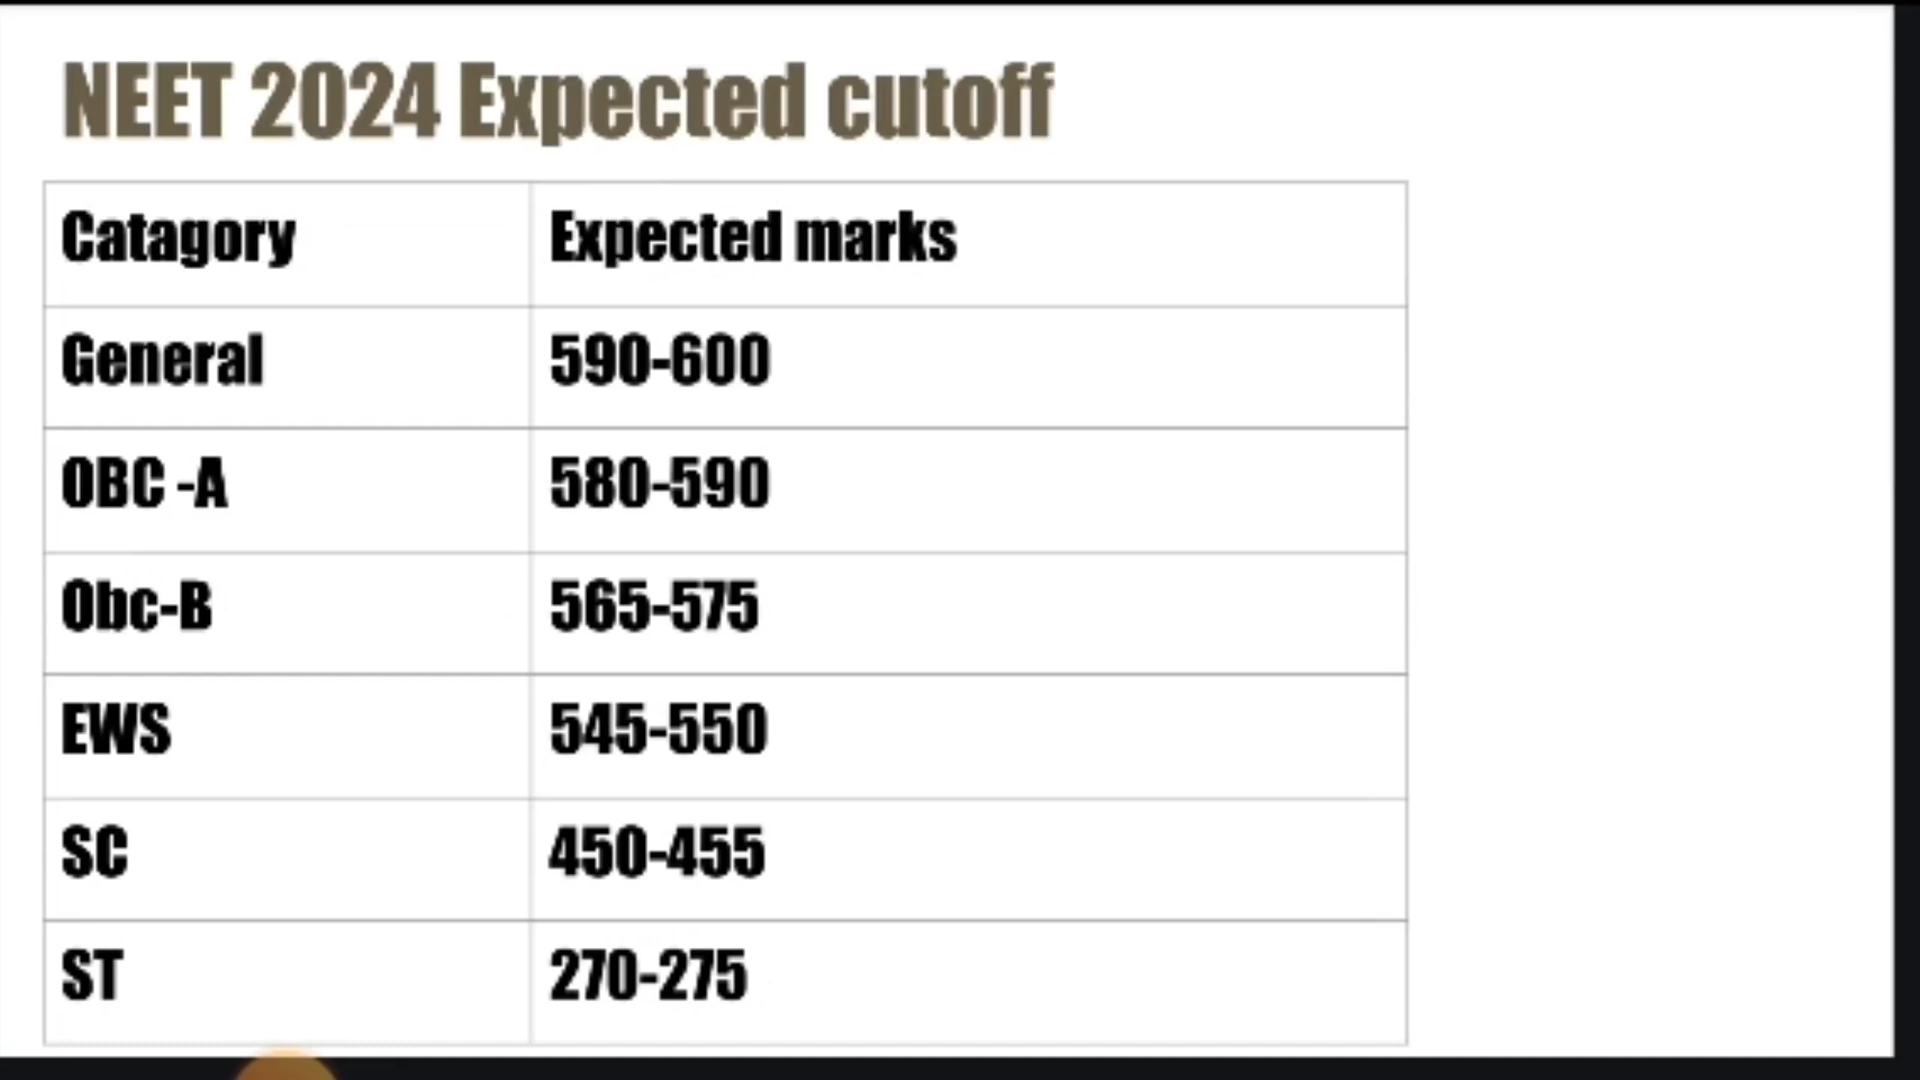 NEET 2024 Expected cutoff
Catagory Expected marks
General 590-600
OBC -A 580-590
Obc-B 565-575
EWS 545-550
SC 450-455
ST 270-275